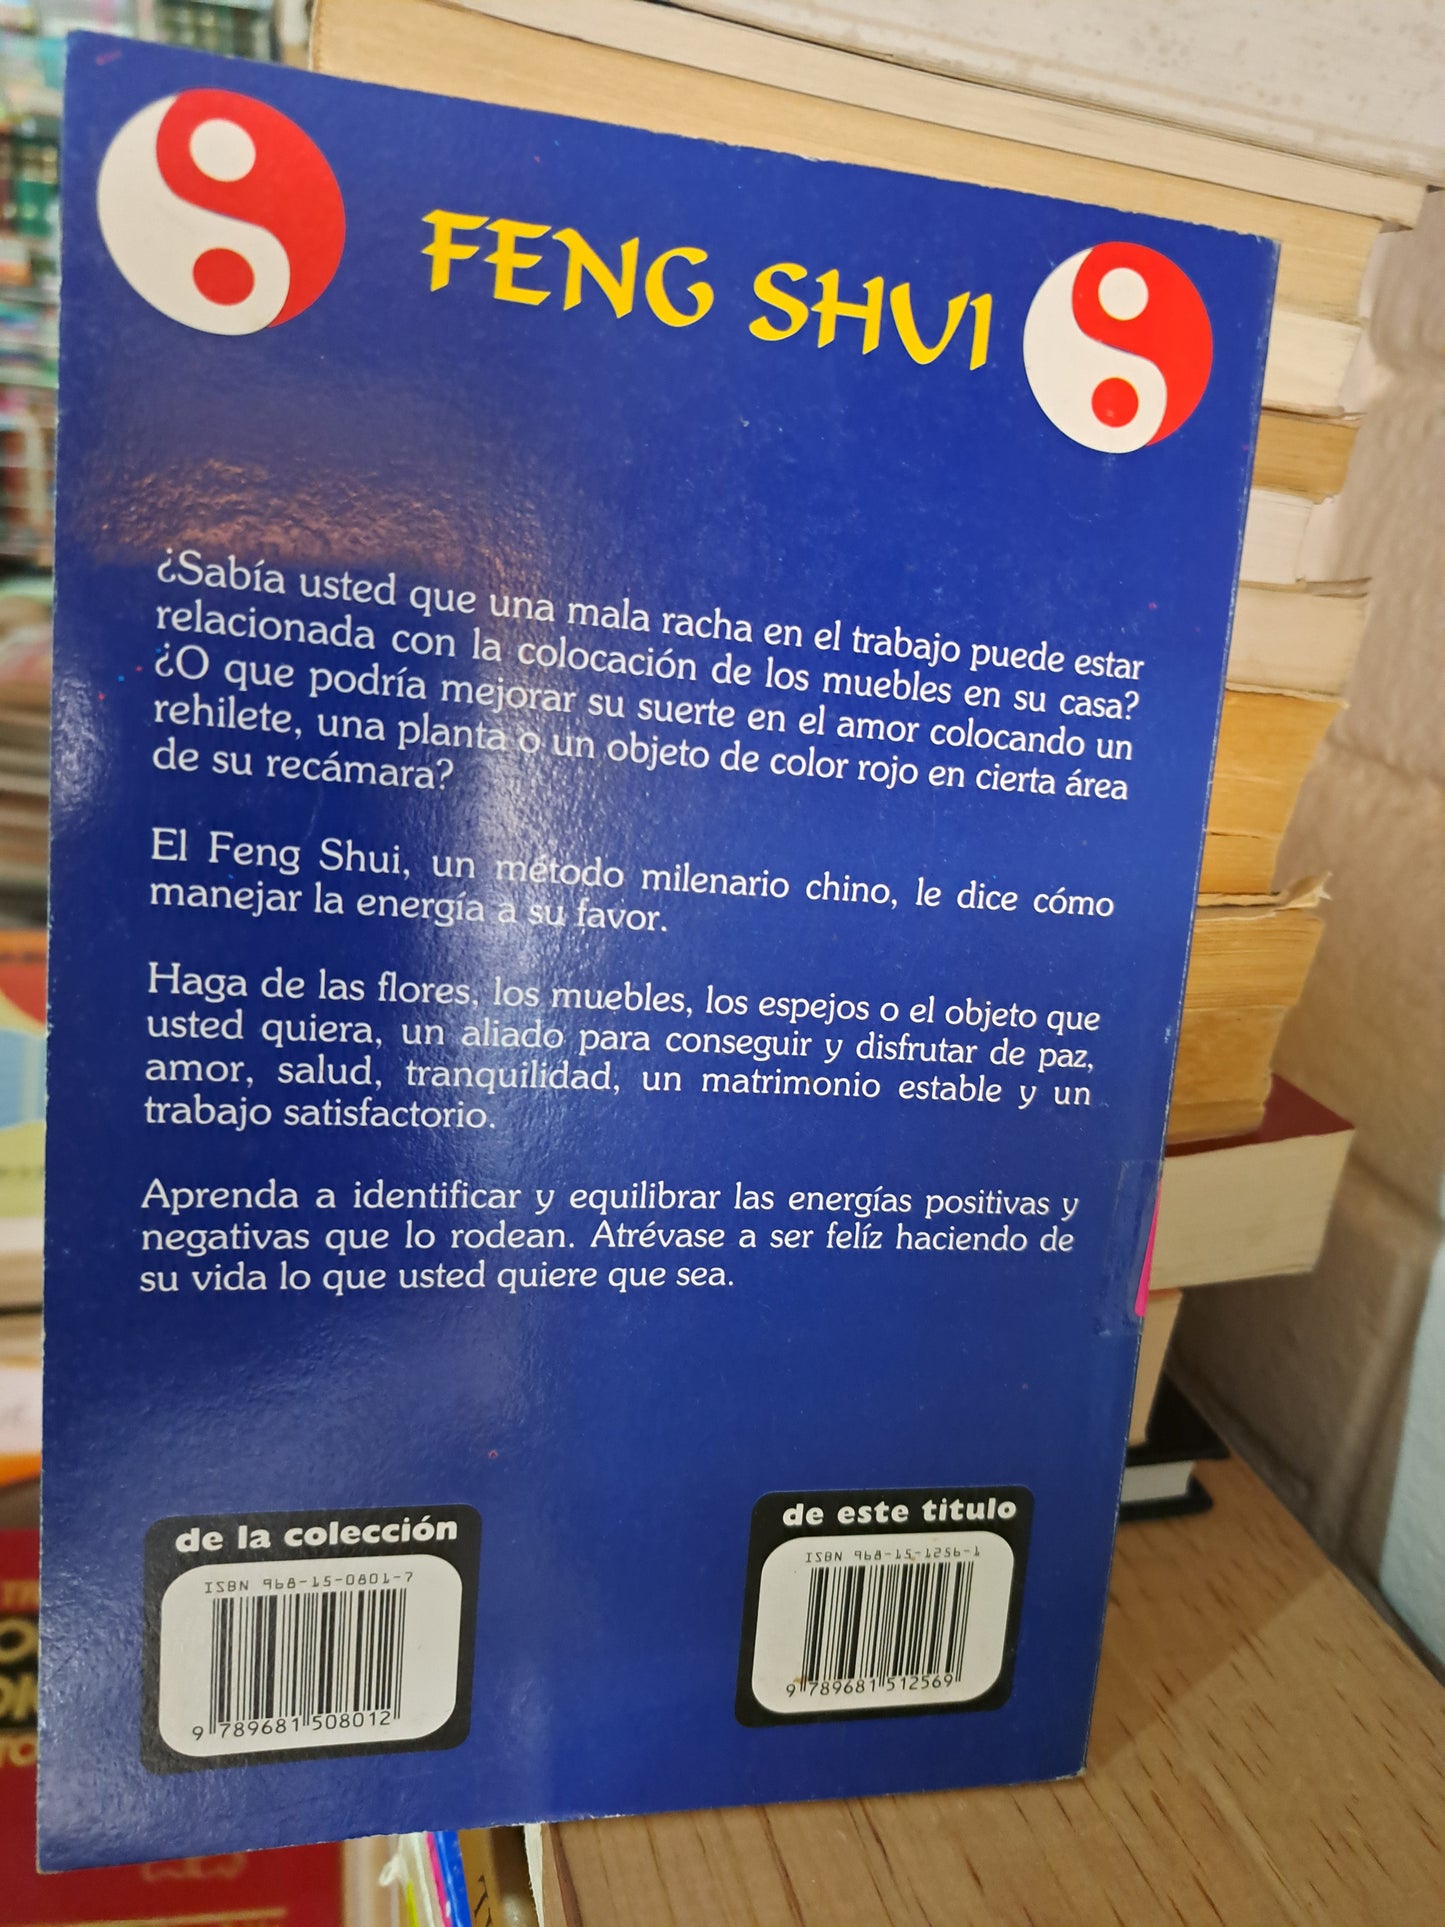 FENG SHUI
¿Sabía usted que una mala racha en el trabajo puede estar
relacionada con la colocación de los muebles en su casa?
¿O que podría mejorar su suerte en el amor colocando un
rehilete, una planta o un objeto de color rojo en cierta área
de su recámara?
El Feng Shui, un método milenario chino, le dice cómo
manejar la energía a su favor.
Haga de las flores, los muebles, los espejos o el objeto que
usted quiera, un aliado para conseguir y disfrutar de paz,
amor, salud, tranquilidad, un matrimonio estable y un
trabajo satisfactorio.
Aprenda a identificar y equilibrar las energías positivas y
negativas que lo rodean. Atrévase a ser felíz haciendo de
su vida lo que usted quiere que sea.
de la colección
ISBN 968-15-0801-7
9 789681 508012
de este titulo
ISBN 968-15-1256-1
9 789681 512569